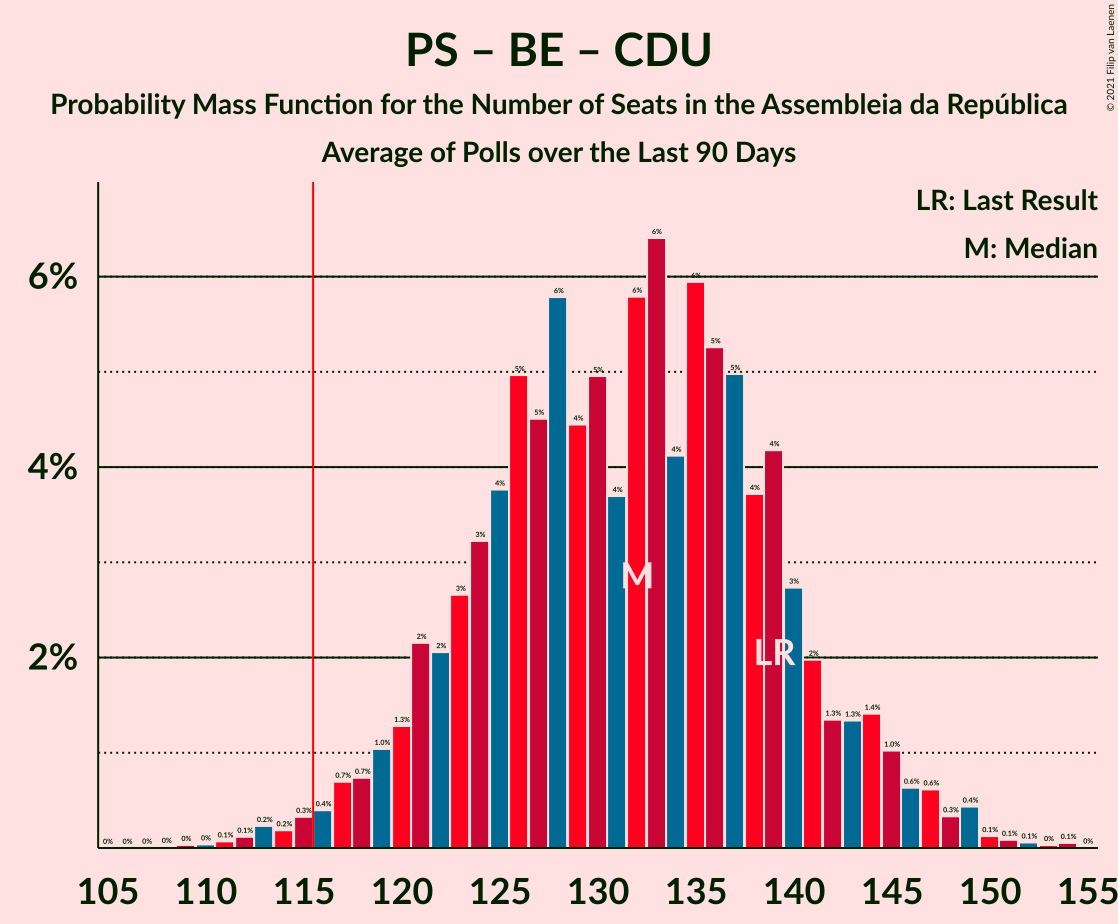 PS – BE – CDU
Probability Mass Function for the Number of Seats in the Assembleia da República
Average of Polls over the Last 90 Days
© 2021 Filip van Laenen
LR: Last Result
M: Median
6%
4%
2%
0% 0% 0% 0% 0% 0% 0.1% 0.1% 0.2% 0.2% 0.3% 0.4% 0.7% 0.7% 1.0% 1.3% 2% 2% 3% 3% 4% 5% 5% 6% 4% 5% 4% 6% 6% 4% 6% 5% 5% 4% 4% 3% 2% 1.3% 1.3% 1.4% 1.0% 0.6% 0.6% 0.3% 0.4% 0.1% 0.1% 0.1% 0% 0.1% 0%
M
LR
105 110 115 120 125 130 135 140 145 150 155